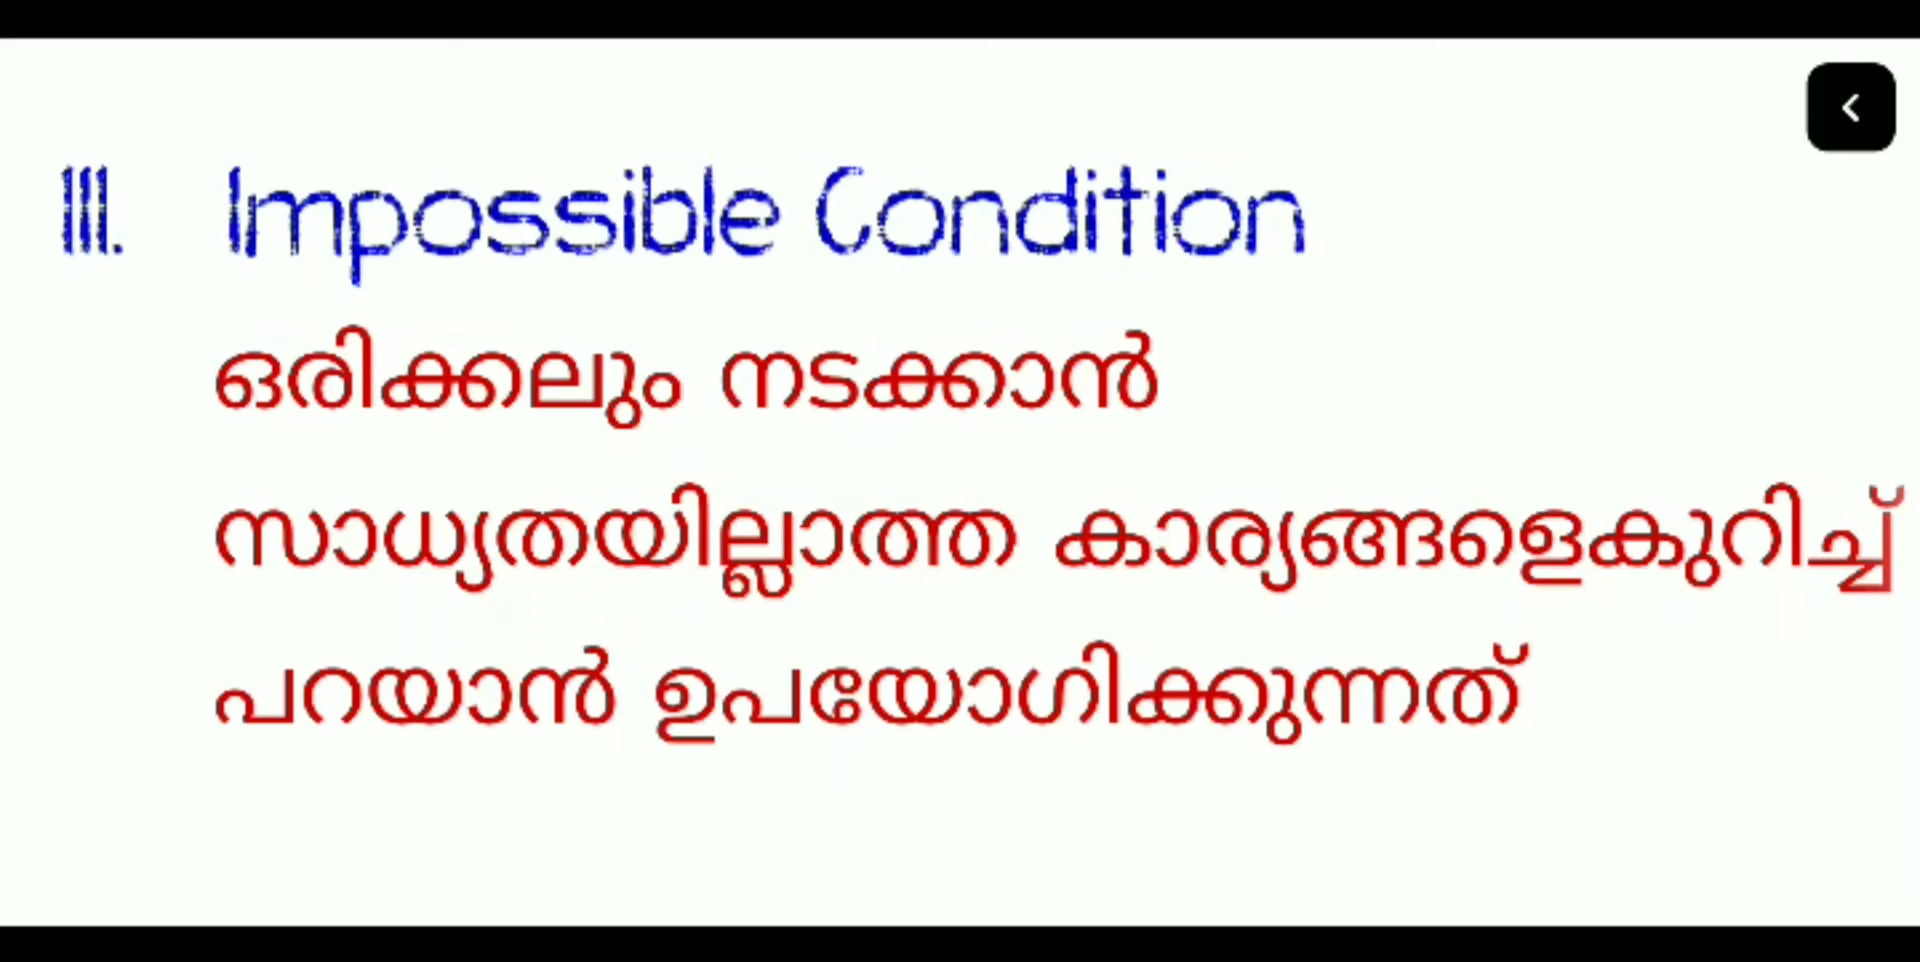 III. Impossible Condition
ഒരിക്കലും നടക്കാൻ
സാധ്യതയില്ലാത്ത കാര്യങ്ങളെകുറിച്ച്
പറയാൻ ഉപയോഗിക്കുന്നത്